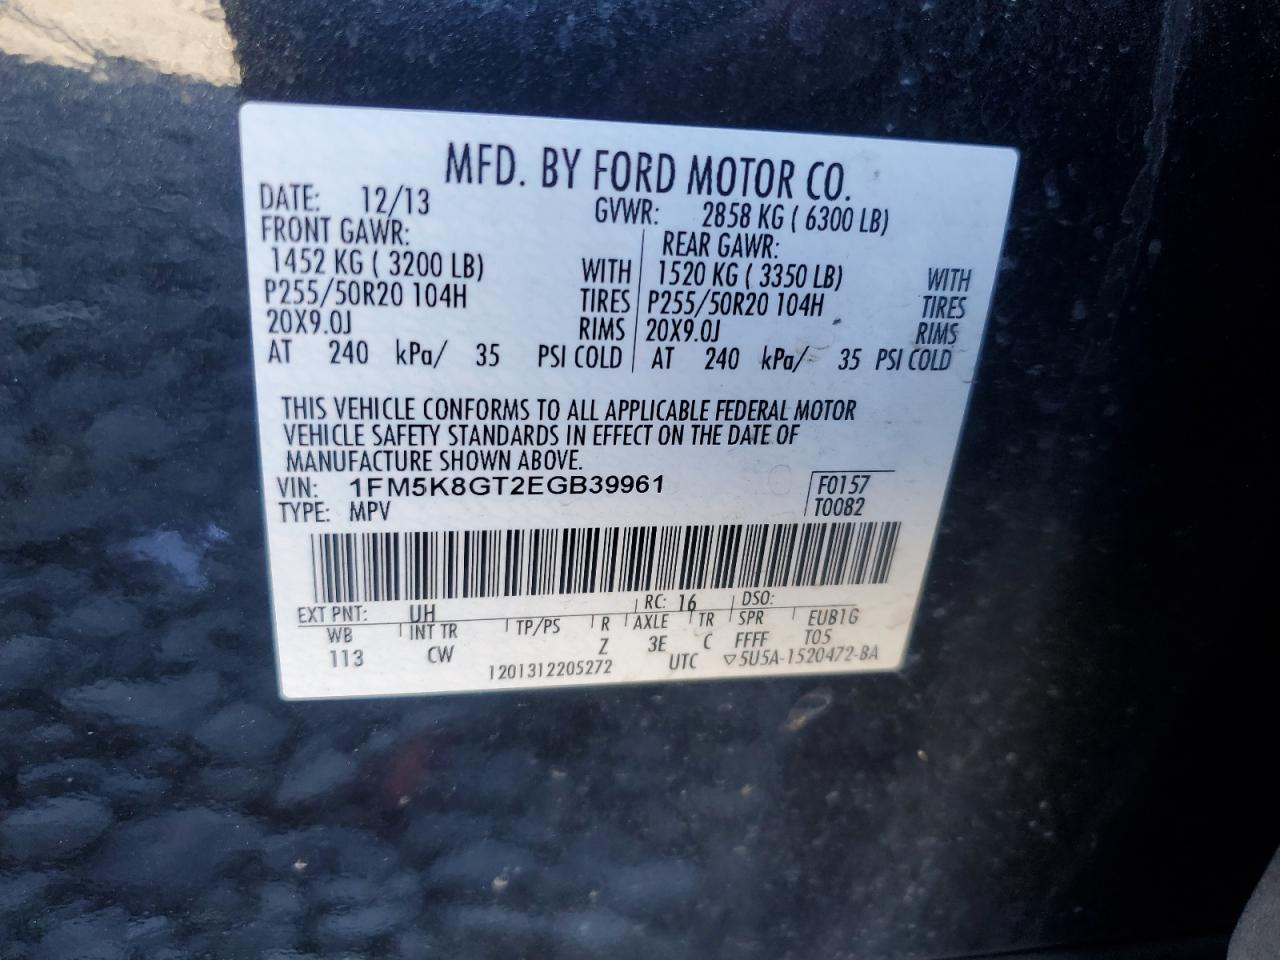 MFD. BY FORD MOTOR CO.
DATE: 12/13 GVWR: 2858 KG ( 6300 LB)
FRONT GAWR: REAR GAWR:
1452 KG ( 3200 LB) WITH 1520 KG ( 3350 LB) WITH
P255/50R20 104H TIRES P255/50R20 104H TIRES
20X9.0J RIMS 20X9.0J RIMS
AT 240 kPa/ 35 PSI COLD AT 240 kPa/ 35 PSI COLD
THIS VEHICLE CONFORMS TO ALL APPLICABLE FEDERAL MOTOR
VEHICLE SAFETY STANDARDS IN EFFECT ON THE DATE OF
MANUFACTURE SHOWN ABOVE.
VIN: 1FM5K8GT2EGB39961 F0157
TYPE: MPV T0082
EXT PNT: UH RC: 16 DSO:
WB INT TR TP/PS R AXLE TR SPR EUB1G
113 CW Z 3E C FFFF T05
1201312205272 UTC ▽5U5A-1520472-BA